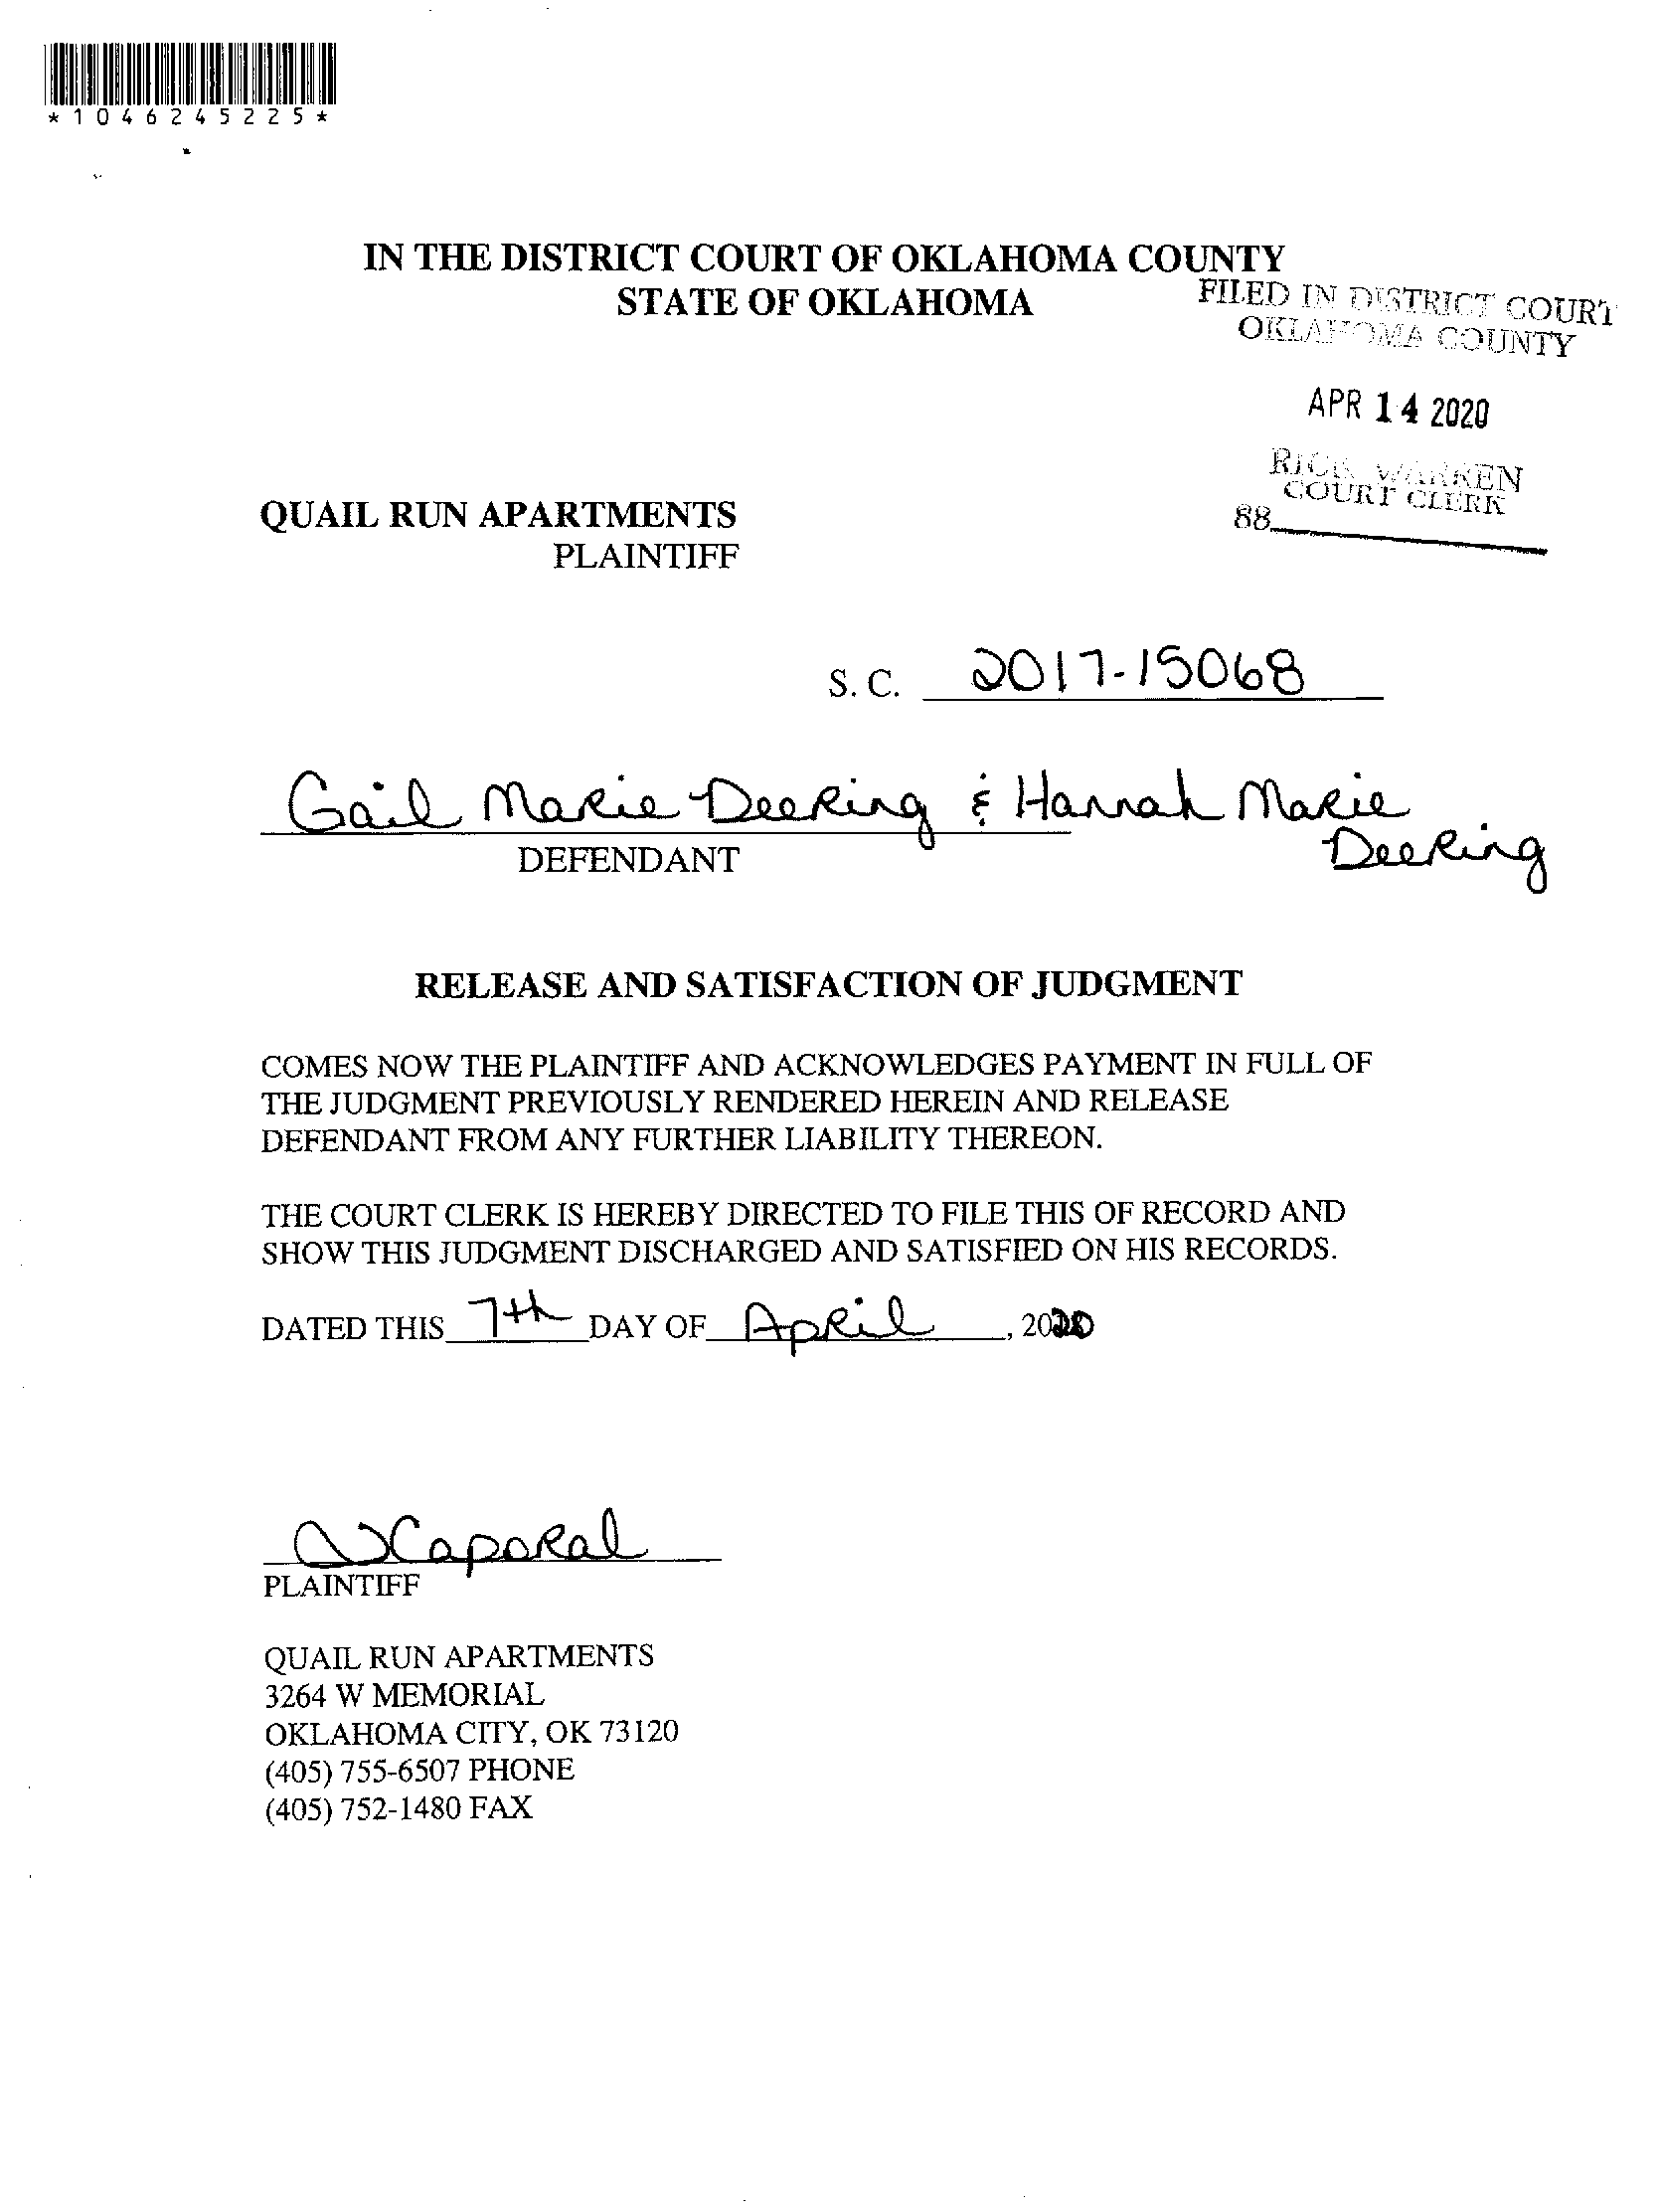 *1046245225*
IN THE DISTRICT COURT OF OKLAHOMA COUNTY
STATE OF OKLAHOMA
FILED IN DISTRICT COURT
OKLAHOMA COUNTY
APR 14 2020
RICK WARREN
COURT CLERK
88
QUAIL RUN APARTMENTS
PLAINTIFF
S. C. 2017-15068
Gail Marie Deering & Hannah Marie
Deering
DEFENDANT
RELEASE AND SATISFACTION OF JUDGMENT
COMES NOW THE PLAINTIFF AND ACKNOWLEDGES PAYMENT IN FULL OF
THE JUDGMENT PREVIOUSLY RENDERED HEREIN AND RELEASE
DEFENDANT FROM ANY FURTHER LIABILITY THEREON.
THE COURT CLERK IS HEREBY DIRECTED TO FILE THIS OF RECORD AND
SHOW THIS JUDGMENT DISCHARGED AND SATISFIED ON HIS RECORDS.
DATED THIS 7th DAY OF April, 2020
Caporal
PLAINTIFF
QUAIL RUN APARTMENTS
3264 W MEMORIAL
OKLAHOMA CITY, OK 73120
(405) 755-6507 PHONE
(405) 752-1480 FAX